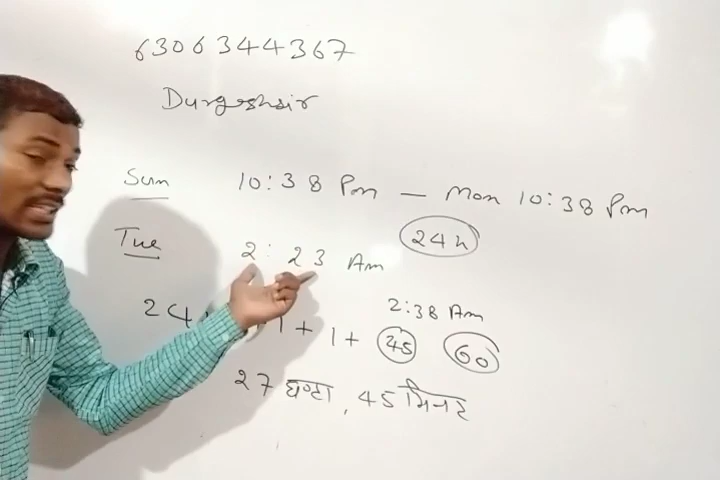 6306344367
Durgeshsir
Sun 10:38 Pm — Mon 10:38 Pm
24h
Tue 2:23 Am
2:38 Am
24 +1+1+ 45 60
27 घण्टा, 45 मिनट